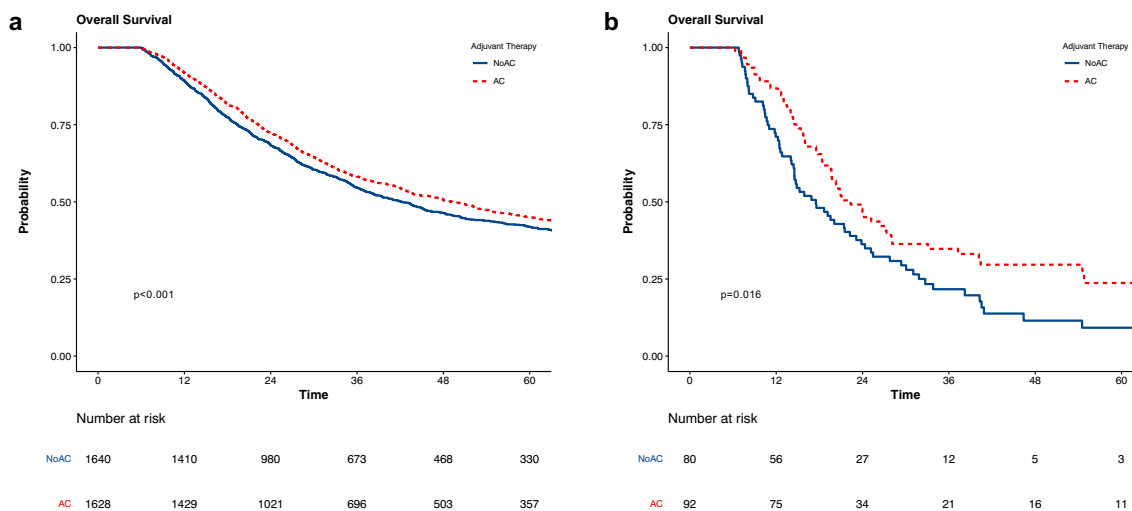 a
Overall Survival
Adjuvant Therapy
NoAC
AC
1.00
0.75
0.50
0.25
0.00
Probability
p<0.001
0 12 24 36 48 60
Time
Number at risk
NoAC 1640 1410 980 673 468 330
AC 1628 1429 1021 696 503 357
b
Overall Survival
Adjuvant Therapy
NoAC
AC
1.00
0.75
0.50
0.25
0.00
Probability
p=0.016
0 12 24 36 48 60
Time
Number at risk
NoAC 80 56 27 12 5 3
AC 92 75 34 21 16 11